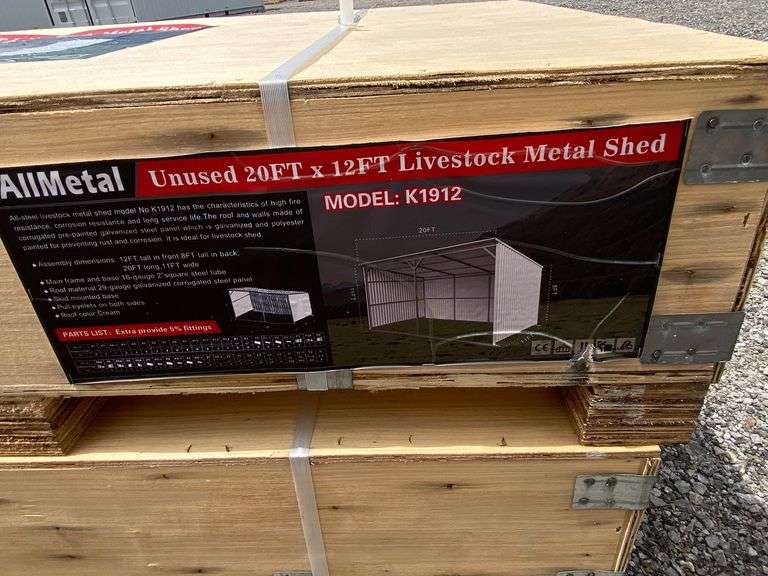 Metal Shed
AllMetal
Unused 20FT x 12FT Livestock Metal Shed
MODEL: K1912
All-steel livestock metal shed model No.K1912 has the characteristics of high fire
resistance, corrosion resistance and long service life.The roof and walls made of
corrugated pre-painted galvanized steel panel which is galvanized and polyester
painted for preventing rust and corrosion. It is ideal for livestock shed.
Assembly dimensions: 12FT tall in front 8FT tall in back,
20FT long,11FT wide
Main frame and base 16-gauge 2"square steel tube
Roof material 29-gauge galvanized corrugated steel panel
Skid mounted base
Pull eyelets on both sides
Roof color Cream
PARTS LIST: Extra provide 5% fittings
20FT
CE